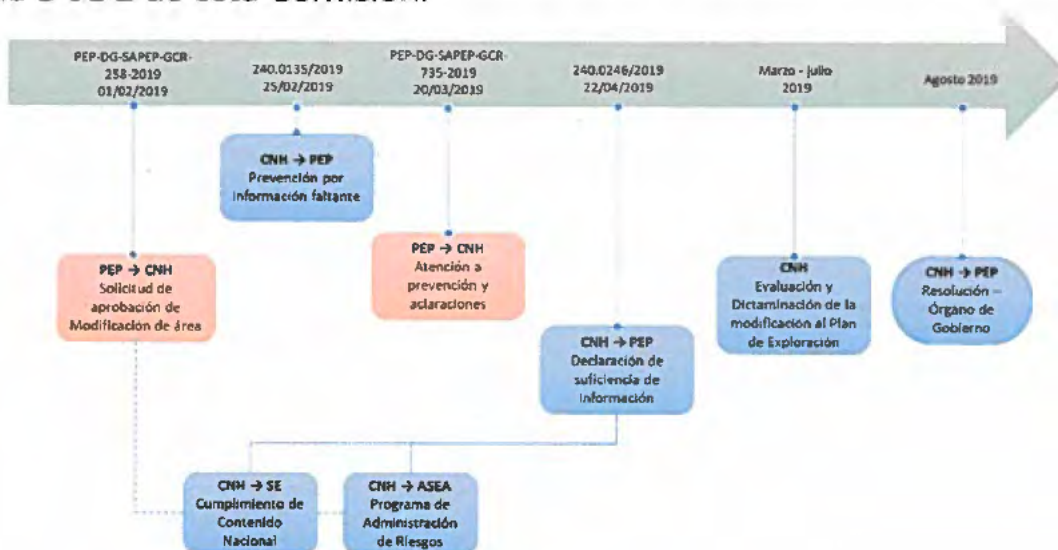 PEP-DG-SAPEP-GCR-
258-2019
01/02/2019
240.0135/2019
25/02/2019
PEP-DG-SAPEP-GCR-
735-2019
20/03/2019
240.0246/2019
22/04/2019
Marzo - julio
2019
Agosto 2019
CNH → PEP
Prevención por
información faltante
PEP → CNH
Solicitud de
aprobación de
Modificación de área
PEP → CNH
Atención a
prevención y
aclaraciones
CNH → PEP
Declaración de
suficiencia de
Información
CNH
Evaluación y
Dictaminación de la
modificación al Plan
de Exploración
CNH → PEP
Resolución –
Órgano de
Gobierno
CNH → SE
Cumplimiento de
Contenido
Nacional
CNH → ASEA
Programa de
Administración
de Riesgos